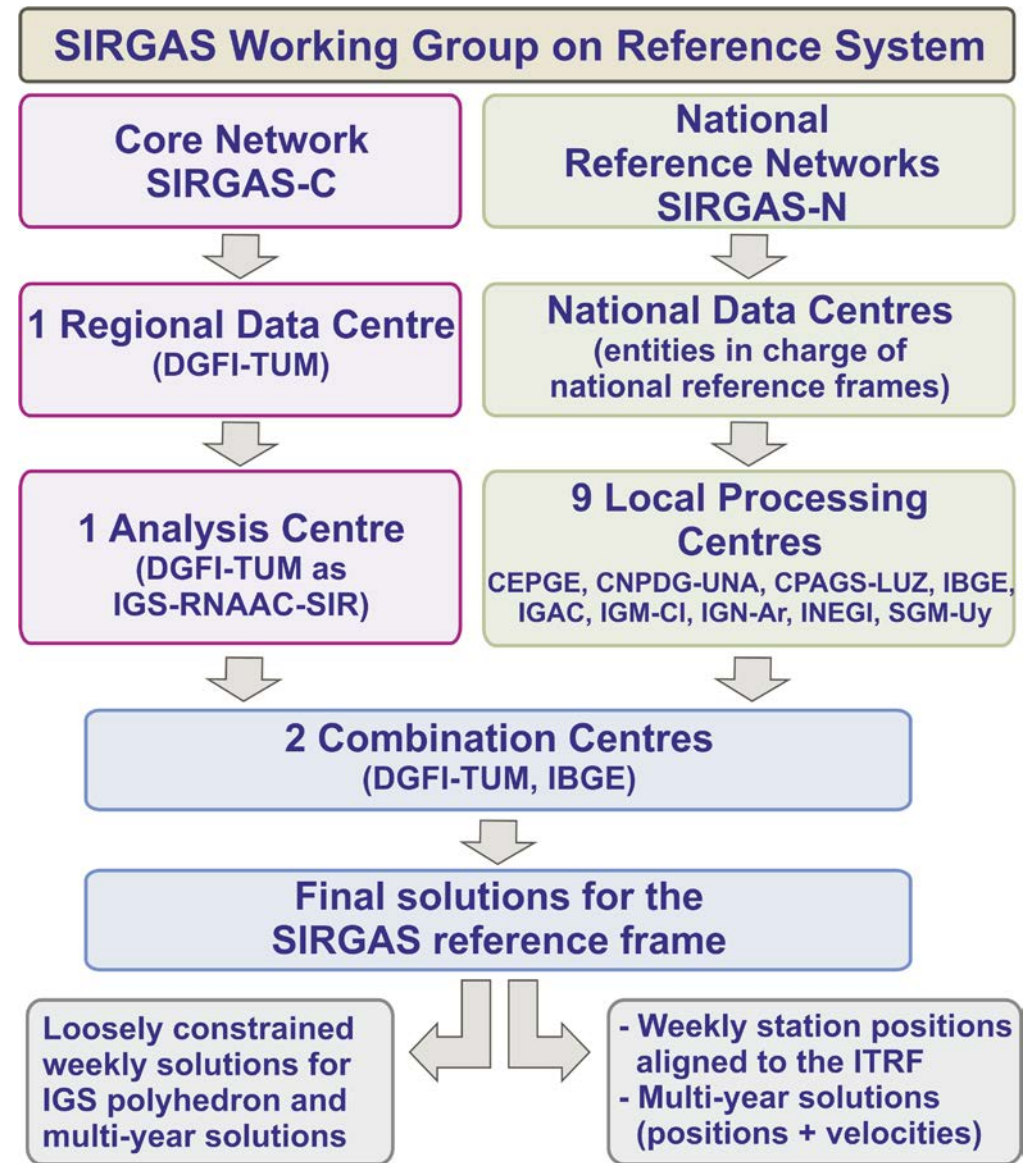 SIRGAS Working Group on Reference System
Core Network
SIRGAS-C
National
Reference Networks
SIRGAS-N
1 Regional Data Centre
(DGFI-TUM)
National Data Centres
(entities in charge of
national reference frames)
1 Analysis Centre
(DGFI-TUM as
IGS-RNAAC-SIR)
9 Local Processing
Centres
CEPGE, CNPDG-UNA, CPAGS-LUZ, IBGE,
IGAC, IGM-Cl, IGN-Ar, INEGI, SGM-Uy
2 Combination Centres
(DGFI-TUM, IBGE)
Final solutions for the
SIRGAS reference frame
Loosely constrained
weekly solutions for
IGS polyhedron and
multi-year solutions
- Weekly station positions
aligned to the ITRF
- Multi-year solutions
(positions + velocities)